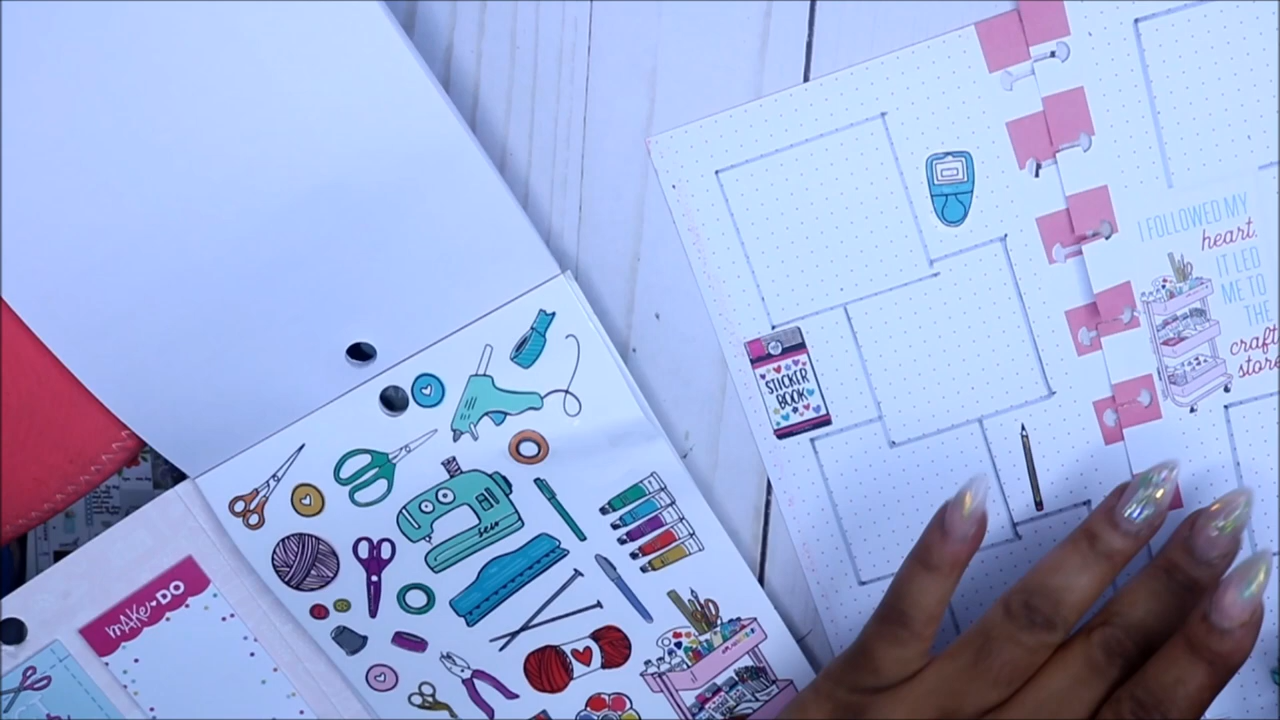 MAKE DO
sew
STICKER
BOOK
I FOLLOWED MY
heart.
IT LED
ME TO
THE
craft
store